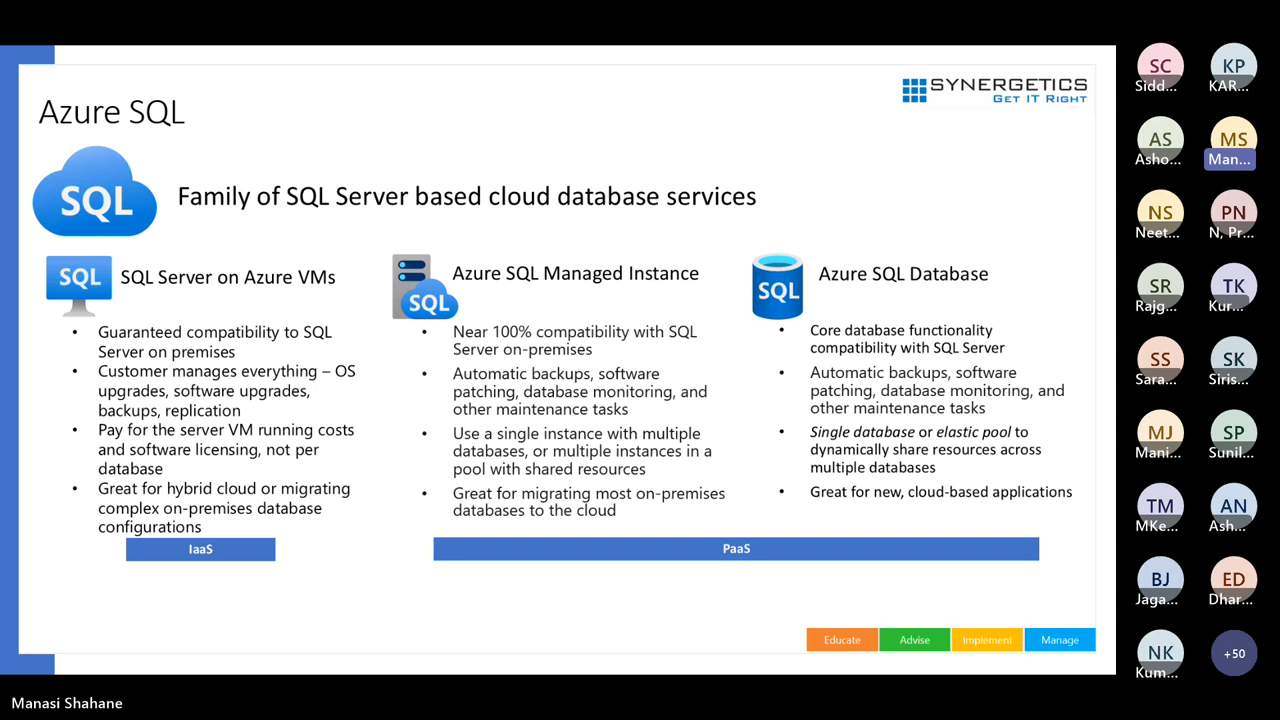 SYNERGETICS
GET IT RIGHT
Azure SQL
SQL
Family of SQL Server based cloud database services
SQL
SQL Server on Azure VMs
• Guaranteed compatibility to SQL
Server on premises
• Customer manages everything – OS
upgrades, software upgrades,
backups, replication
• Pay for the server VM running costs
and software licensing, not per
database
• Great for hybrid cloud or migrating
complex on-premises database
configurations
IaaS
SQL
Azure SQL Managed Instance
• Near 100% compatibility with SQL
Server on-premises
• Automatic backups, software
patching, database monitoring, and
other maintenance tasks
• Use a single instance with multiple
databases, or multiple instances in a
pool with shared resources
• Great for migrating most on-premises
databases to the cloud
SQL
Azure SQL Database
• Core database functionality
compatibility with SQL Server
• Automatic backups, software
patching, database monitoring, and
other maintenance tasks
• Single database or elastic pool to
dynamically share resources across
multiple databases
• Great for new, cloud-based applications
PaaS
Educate
Advise
Implement
Manage
SC
Sidd...
KP
KAR...
AS
Asho...
MS
Man...
NS
Neet...
PN
N, Pr...
SR
Rajg...
TK
Kur...
SS
Sara...
SK
Siris...
MJ
Mani...
SP
Sunil...
TM
MKe...
AN
Ash...
BJ
Jaga...
ED
Dhar...
NK
Kum...
+50
Manasi Shahane